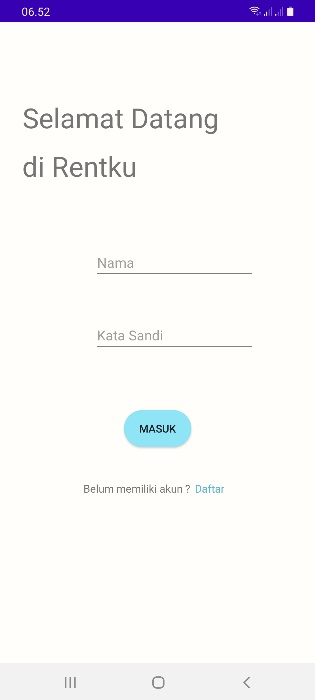 06.52
Selamat Datang
di Rentku
Nama
Kata Sandi
MASUK
Belum memiliki akun ? Daftar